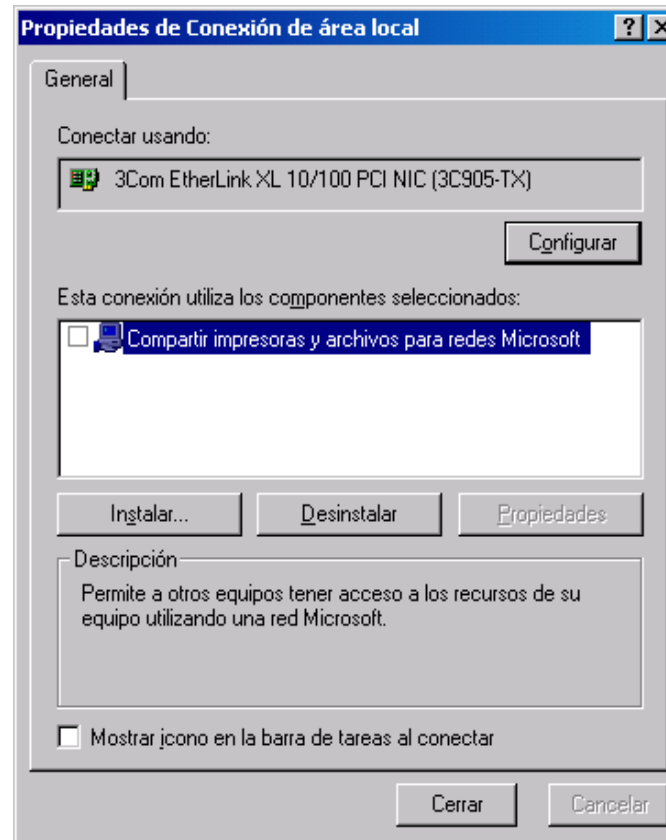 Propiedades de Conexión de área local
General
Conectar usando:
3Com EtherLink XL 10/100 PCI NIC (3C905-TX)
Configurar
Esta conexión utiliza los componentes seleccionados:
Compartir impresoras y archivos para redes Microsoft
Instalar... Desinstalar Propiedades
Descripción
Permite a otros equipos tener acceso a los recursos de su
equipo utilizando una red Microsoft.
Mostrar icono en la barra de tareas al conectar
Cerrar Cancelar